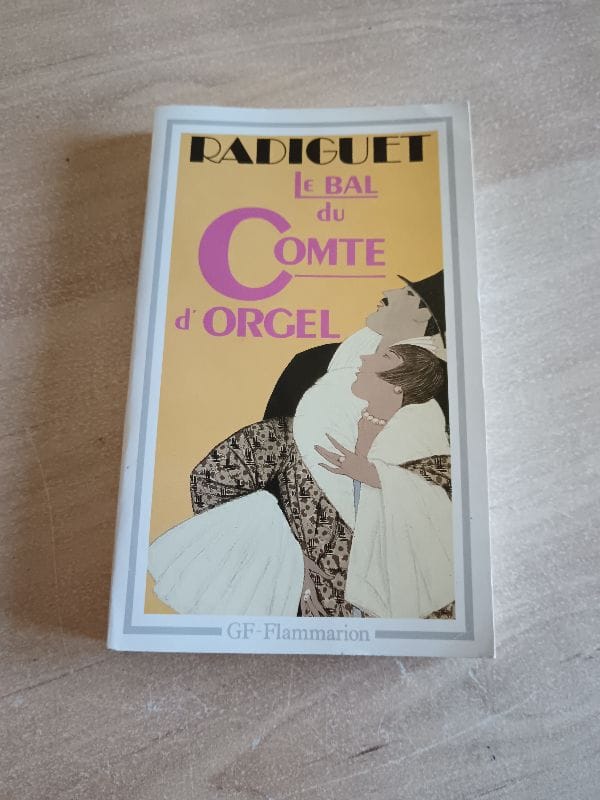 RADIGUET
LE BAL
du
COMTE
d'ORGEL
GF-Flammarion